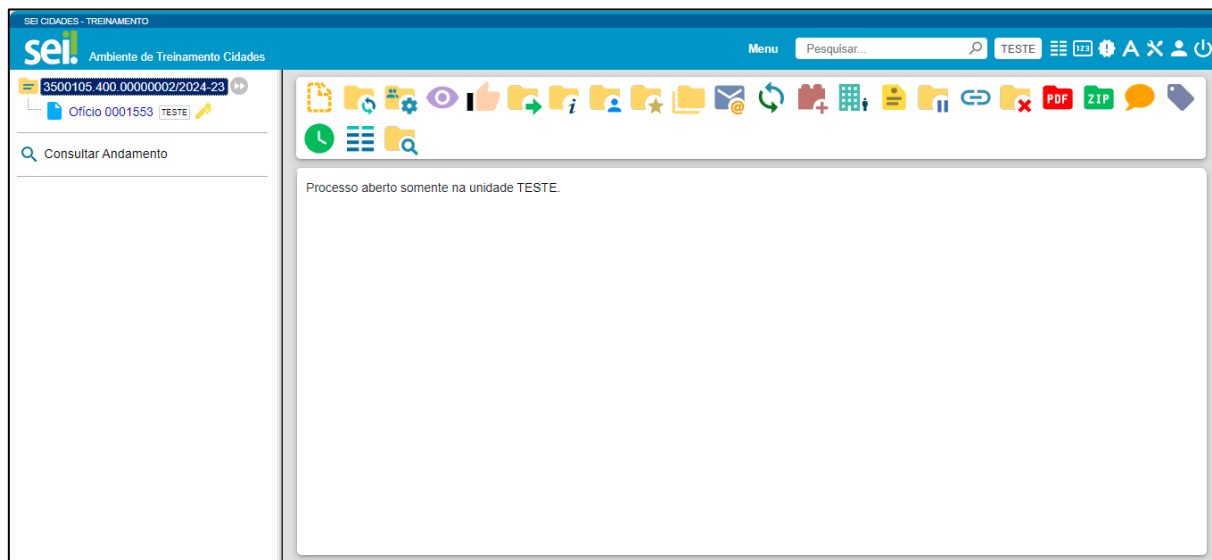 SEI CIDADES - TREINAMENTO
sei! Ambiente de Treinamento Cidades
Menu Pesquisar... TESTE 123
3500105.400.00000002/2024-23
Ofício 0001553 TESTE
Consultar Andamento
i @ PDF ZIP
Processo aberto somente na unidade TESTE.